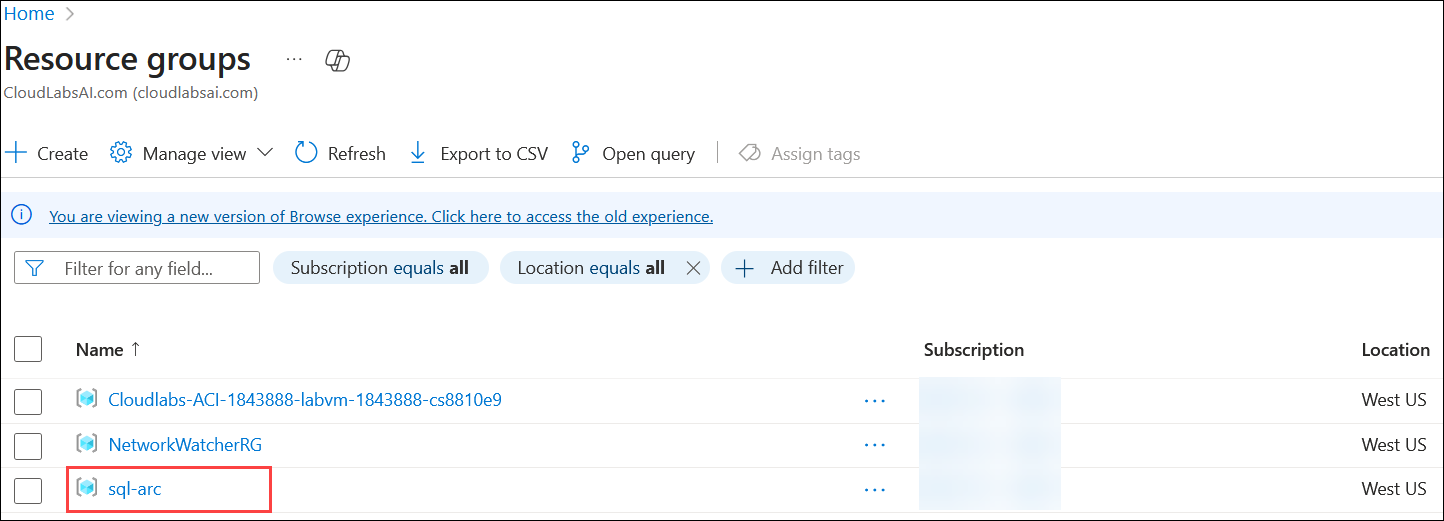 Home
Resource groups ...
CloudLabsAI.com (cloudlabsai.com)
Create Manage view Refresh Export to CSV Open query Assign tags
You are viewing a new version of Browse experience. Click here to access the old experience.
Filter for any field... Subscription equals all Location equals all Add filter
Name ↑ Subscription Location
Cloudlabs-ACI-1843888-labvm-1843888-cs8810e9 ... West US
NetworkWatcherRG ... West US
sql-arc ... West US